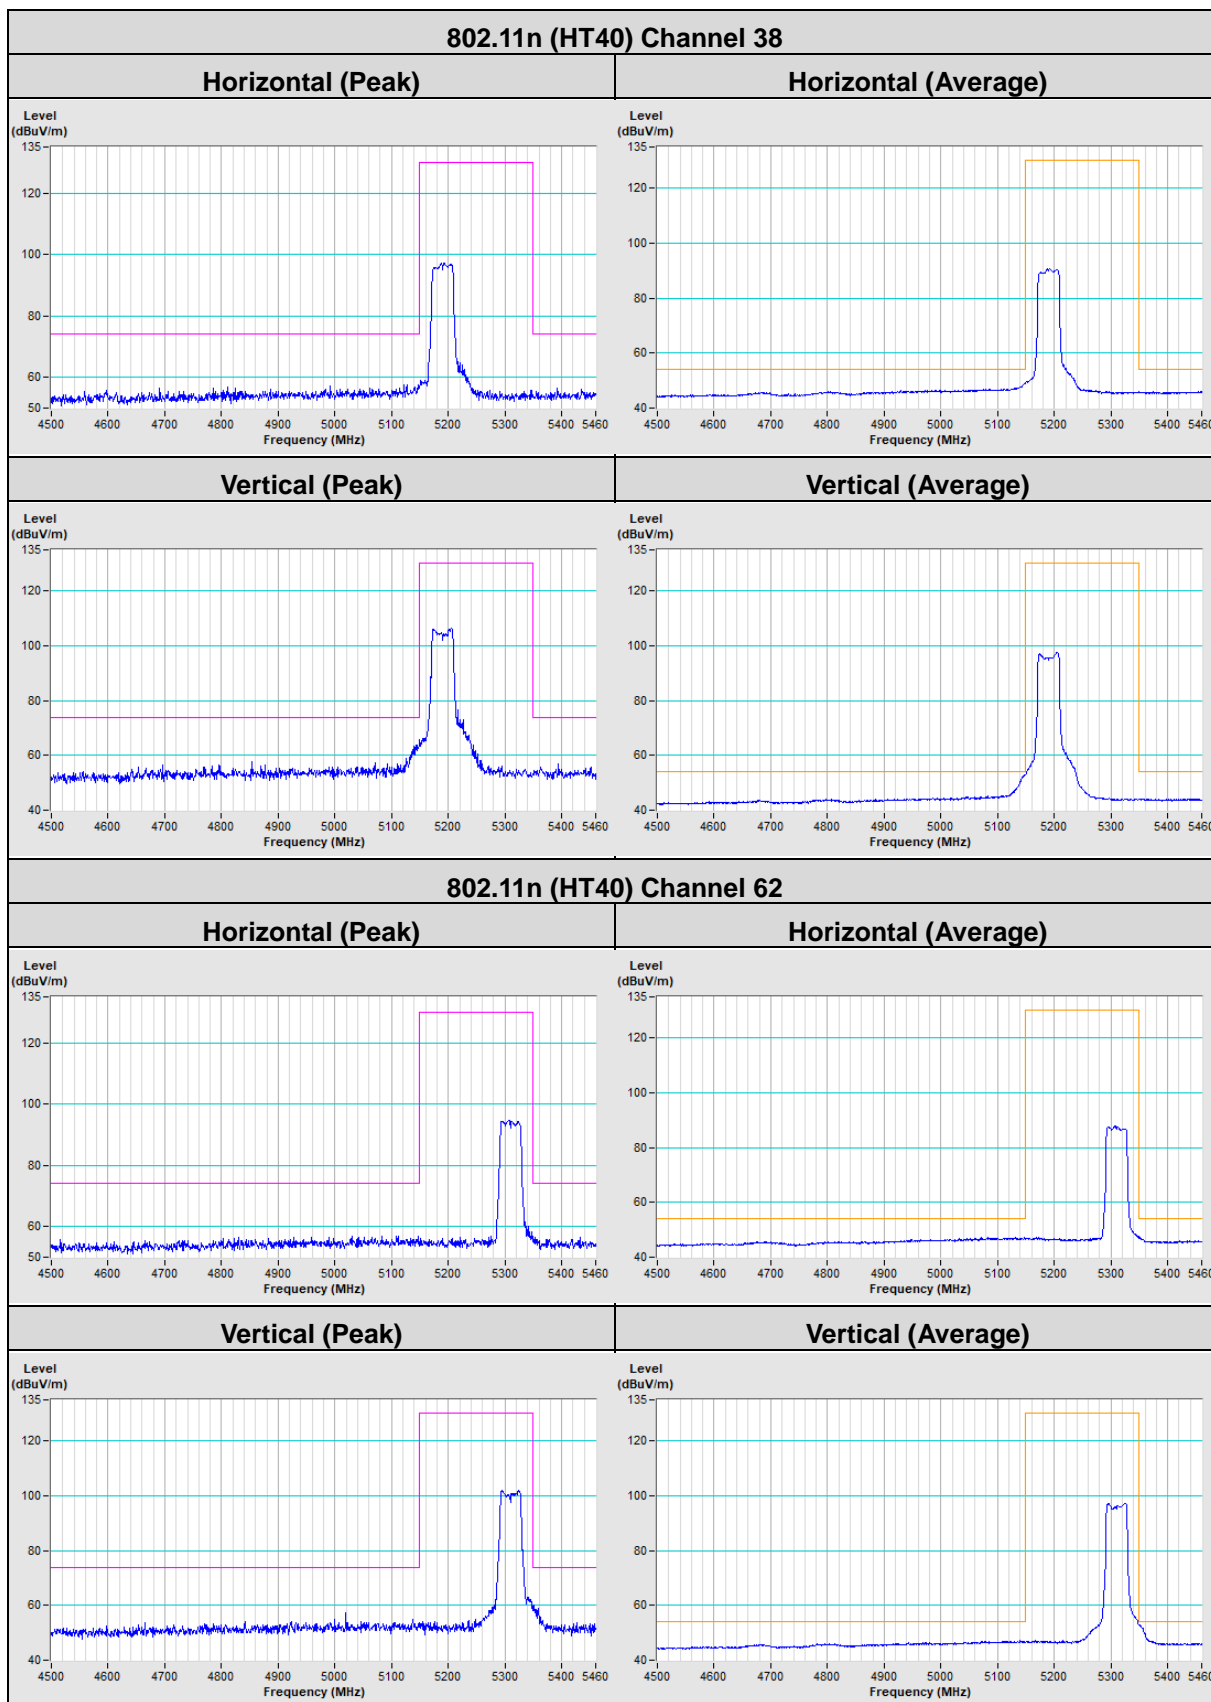 802.11n (HT40) Channel 38
Horizontal (Peak) Horizontal (Average)
Level
(dBuV/m)
135
120
100
80
60
50
4500 4600 4700 4800 4900 5000 5100 5200 5300 5400 5460
Frequency (MHz)
Level
(dBuV/m)
135
120
100
80
60
40
4500 4600 4700 4800 4900 5000 5100 5200 5300 5400 5460
Frequency (MHz)
Vertical (Peak) Vertical (Average)
Level
(dBuV/m)
135
120
100
80
60
40
4500 4600 4700 4800 4900 5000 5100 5200 5300 5400 5460
Frequency (MHz)
Level
(dBuV/m)
135
120
100
80
60
40
4500 4600 4700 4800 4900 5000 5100 5200 5300 5400 5460
Frequency (MHz)
802.11n (HT40) Channel 62
Horizontal (Peak) Horizontal (Average)
Level
(dBuV/m)
135
120
100
80
60
50
4500 4600 4700 4800 4900 5000 5100 5200 5300 5400 5460
Frequency (MHz)
Level
(dBuV/m)
135
120
100
80
60
40
4500 4600 4700 4800 4900 5000 5100 5200 5300 5400 5460
Frequency (MHz)
Vertical (Peak) Vertical (Average)
Level
(dBuV/m)
135
120
100
80
60
40
4500 4600 4700 4800 4900 5000 5100 5200 5300 5400 5460
Frequency (MHz)
Level
(dBuV/m)
135
120
100
80
60
40
4500 4600 4700 4800 4900 5000 5100 5200 5300 5400 5460
Frequency (MHz)